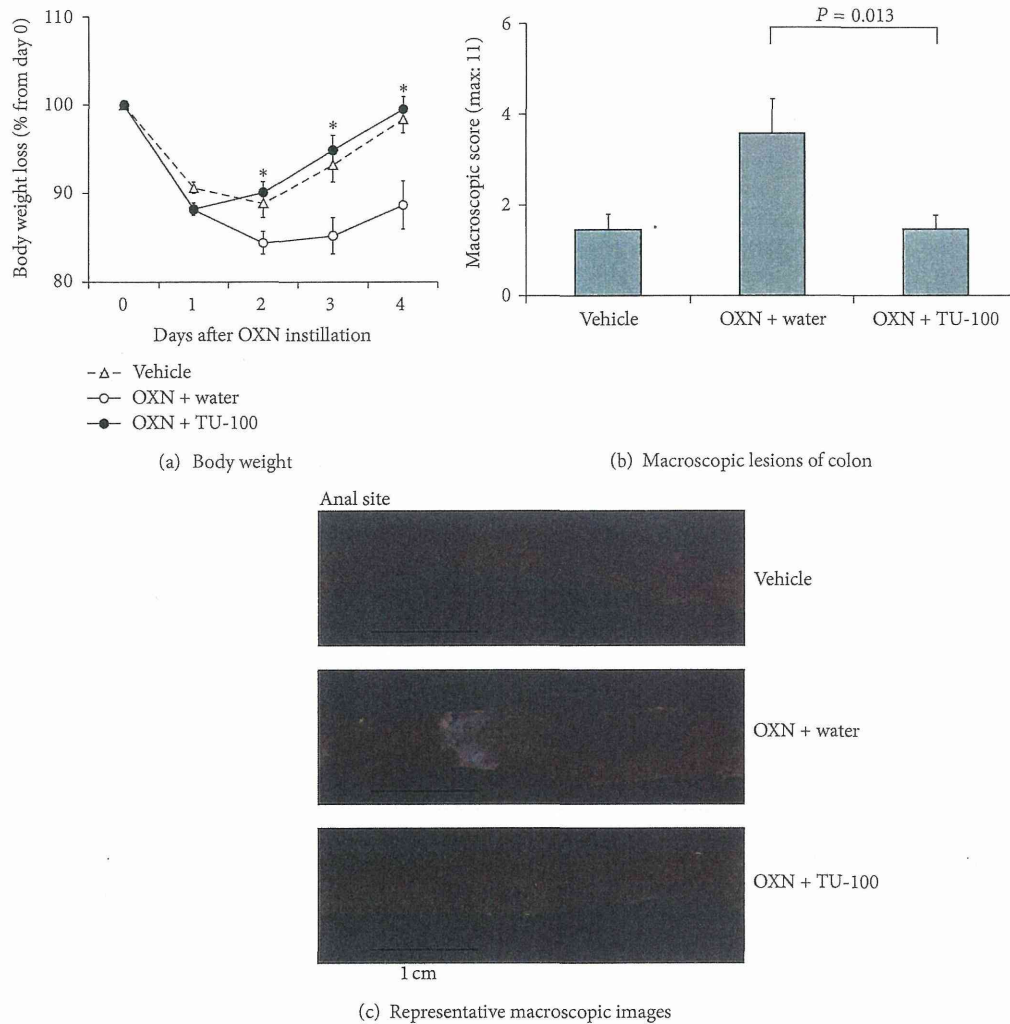 Body weight loss (% from day 0)
110
100
90
80
*
*
*
0 1 2 3 4
Days after OXN instillation
-Δ- Vehicle
-○- OXN + water
-●- OXN + TU-100
(a) Body weight
Macroscopic score (max: 11)
6
4
2
0
P = 0.013
Vehicle OXN + water OXN + TU-100
(b) Macroscopic lesions of colon
Anal site
Vehicle
OXN + water
OXN + TU-100
1 cm
(c) Representative macroscopic images